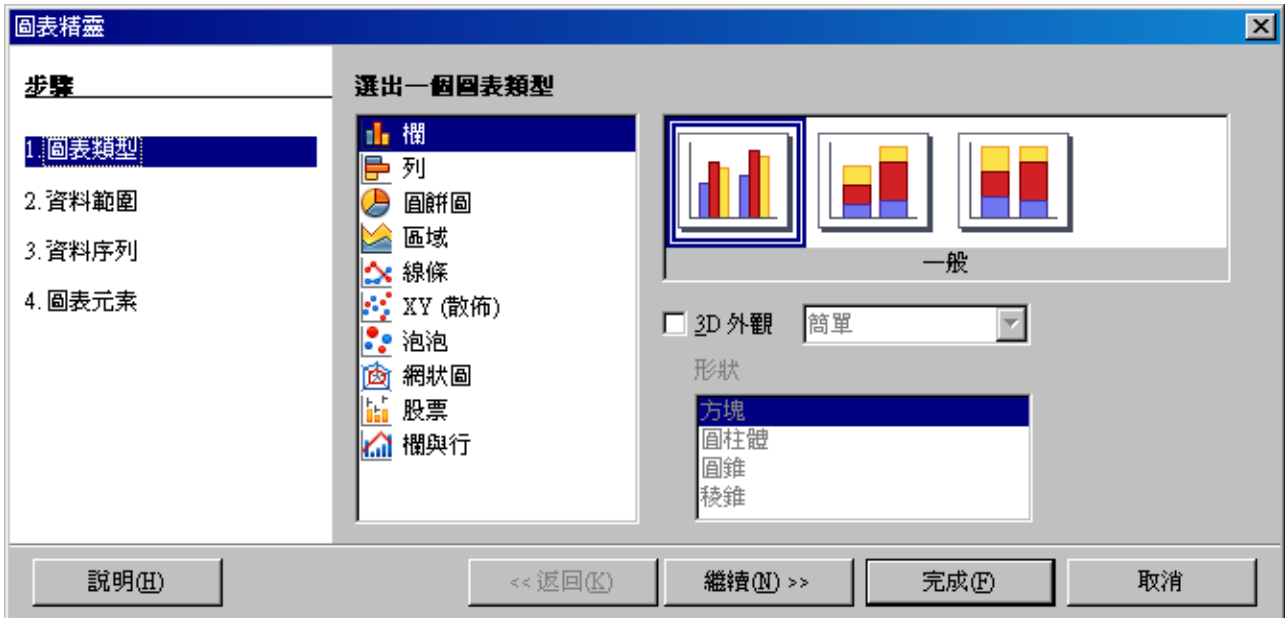 圖表精靈
步驟
1. 圖表類型
2. 資料範圍
3. 資料序列
4. 圖表元素
選出一個圖表類型
欄
列
圓餅圖
區域
線條
XY (散佈)
泡泡
網狀圖
股票
欄與行
一般
3D 外觀
簡單
形狀
方塊
圓柱體
圓錐
稜錐
說明(H)
<< 返回(K)
繼續(N) >>
完成(F)
取消